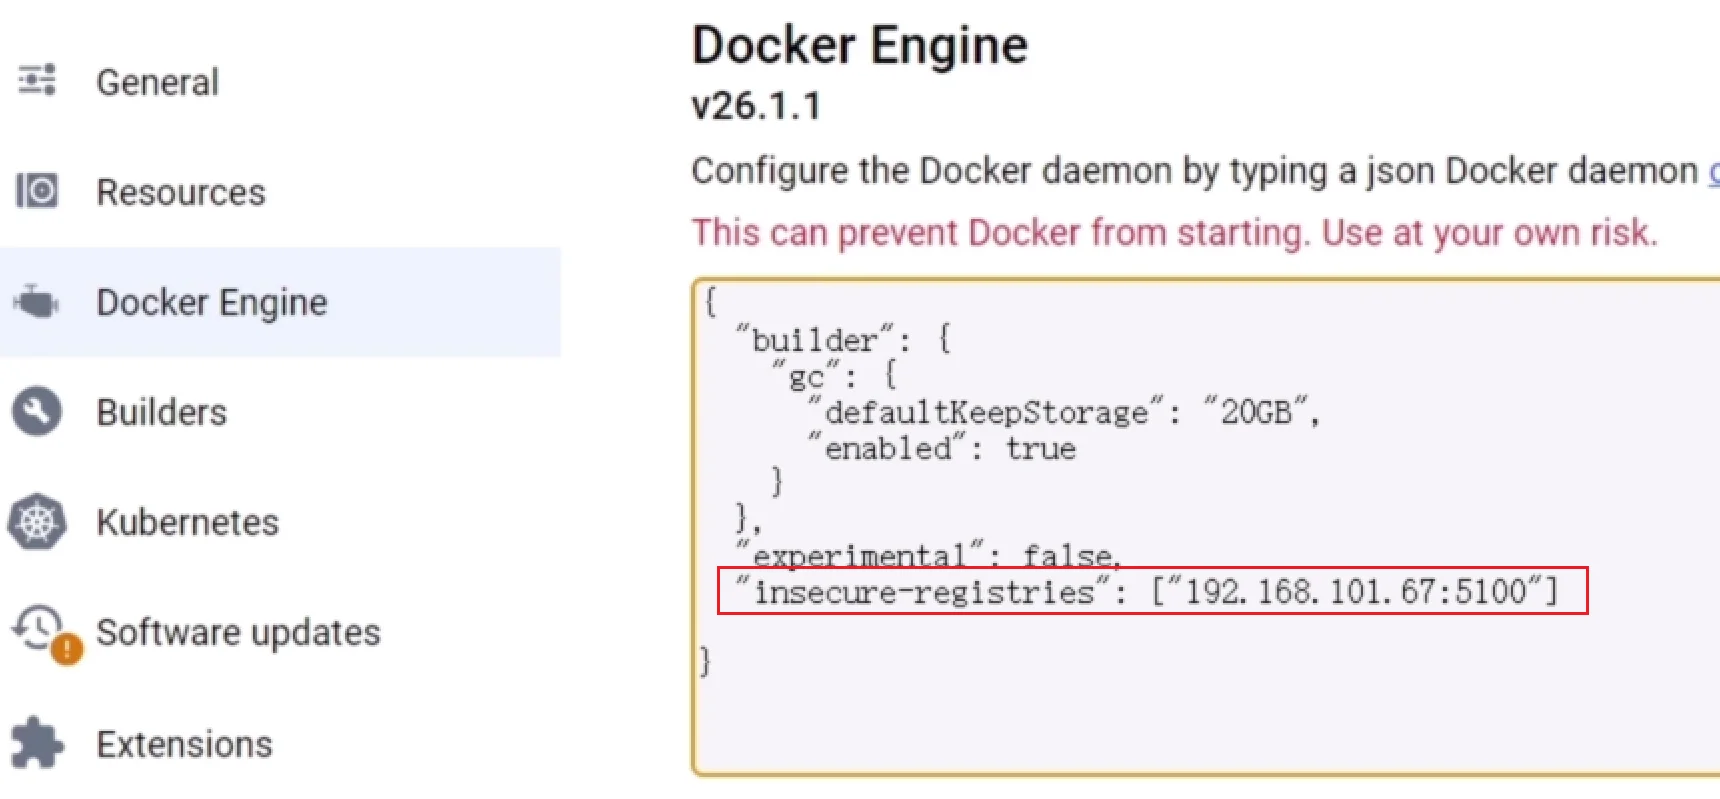 General
Resources
Docker Engine
Builders
Kubernetes
Software updates
Extensions
Docker Engine
v26.1.1
Configure the Docker daemon by typing a json Docker daemon
This can prevent Docker from starting. Use at your own risk.
{
"builder": {
"gc": {
"defaultKeepStorage": "20GB",
"enabled": true
}
},
"experimental": false,
"insecure-registries": ["192.168.101.67:5100"]
}